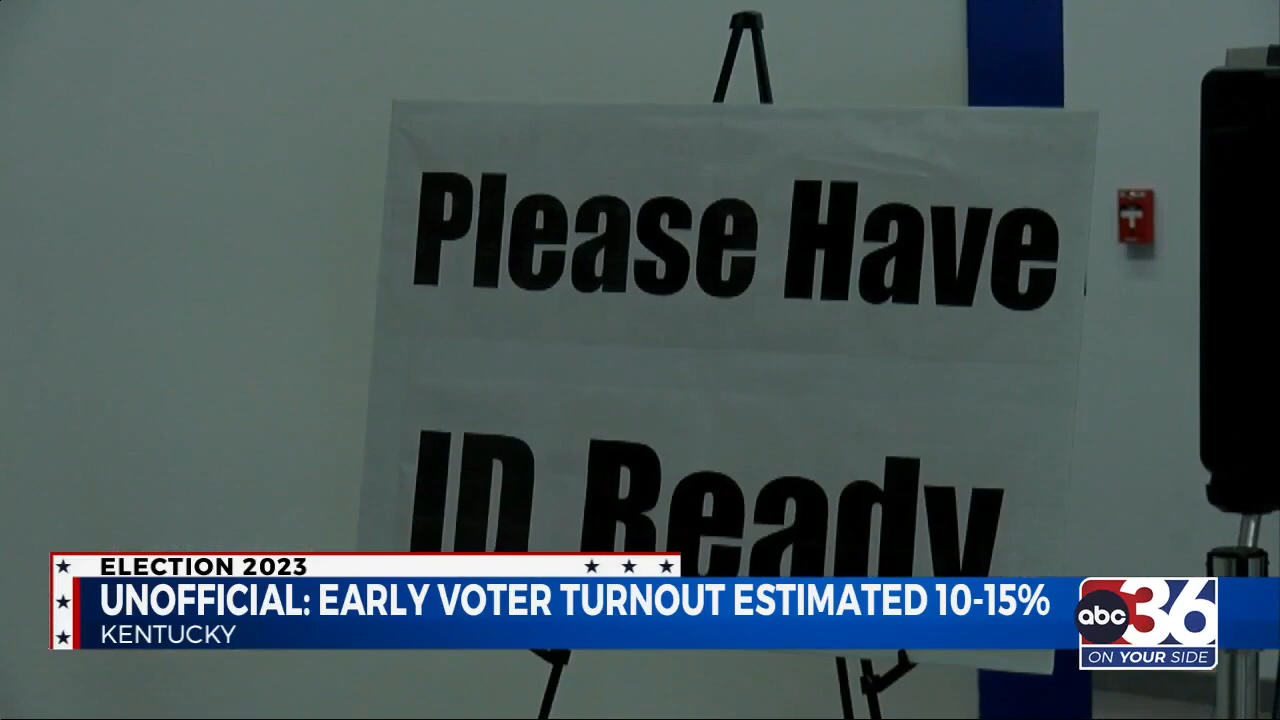 Please Have
ID Ready
ELECTION 2023
UNOFFICIAL: EARLY VOTER TURNOUT ESTIMATED 10-15%
KENTUCKY
abc 36
ON YOUR SIDE